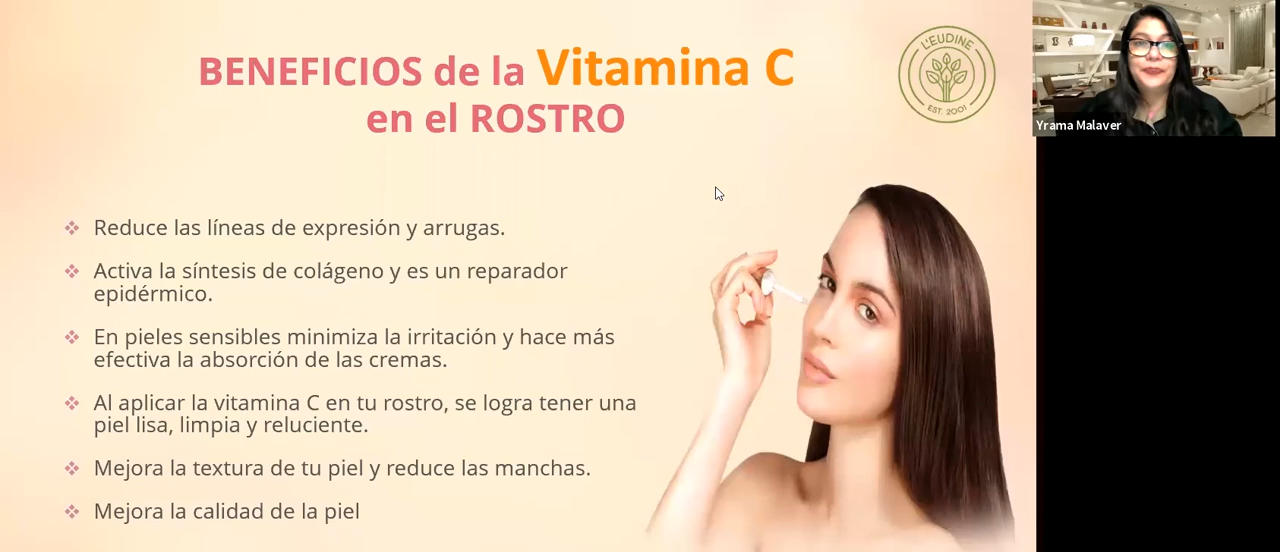 BENEFICIOS de la Vitamina C
en el ROSTRO
L'EUDINE
EST. 2001
Yrama Malaver
Reduce las líneas de expresión y arrugas.
Activa la síntesis de colágeno y es un reparador
epidérmico.
En pieles sensibles minimiza la irritación y hace más
efectiva la absorción de las cremas.
Al aplicar la vitamina C en tu rostro, se logra tener una
piel lisa, limpia y reluciente.
Mejora la textura de tu piel y reduce las manchas.
Mejora la calidad de la piel